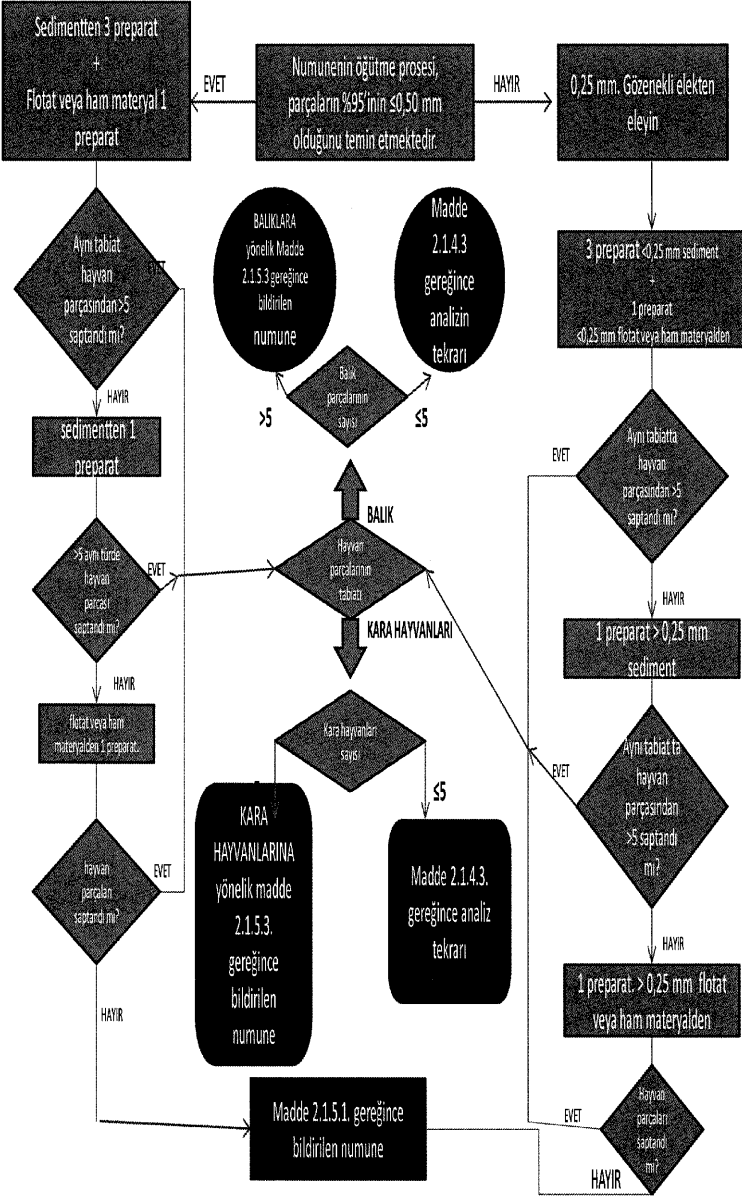 Sedimentten 3 preparat
+
Flotat veya ham materyal 1
preparat
EVET
Numunenin öğütme prosesi,
parçaların %95'inin ≤0,50 mm
olduğunu temin etmektedir.
HAYIR
0,25 mm. Gözenekli elekten
eleyin
Aynı tabiat
hayvan
parçasından >5
saptandı mı?
EVET
HAYIR
sedimentten 1
preparat
>5 aynı türde
hayvan
parçası
saptandı mı?
EVET
HAYIR
flotat veya ham
materyalden 1 preparat.
hayvan
parçaları
saptandı mı?
EVET
HAYIR
BALIKLARA
yönelik Madde
2.1.5.3 gereğince
bildirilen
numune
Madde
2.1.4.3
gereğince
analizin
tekrarı
Balık
parçalarının
sayısı
>5
≤5
BALIK
Hayvan
parçalarının
tabiatı
KARA HAYVANLARI
Kara hayvanları
sayısı
≤5
KARA
HAYVANLARINA
yönelik madde
2.1.5.3.
gereğince
bildirilen
numune
Madde 2.1.4.3.
gereğince analiz
tekrarı
Madde 2.1.5.1. gereğince
bildirilen numune
3 preparat <0,25 mm sediment
+
1 preparat
<0,25 mm flotat veya ham materyalden
EVET
Aynı tabiatta
hayvan
parçasından >5
saptandı mı?
HAYIR
1 preparat > 0,25 mm
sediment
EVET
Aynı tabiat ta
hayvan
parçasından
>5 saptandı
mı?
HAYIR
1 preparat. > 0,25 mm flotat
veya ham materyalden
EVET
Hayvan
parçaları
saptandı
mı?
HAYIR